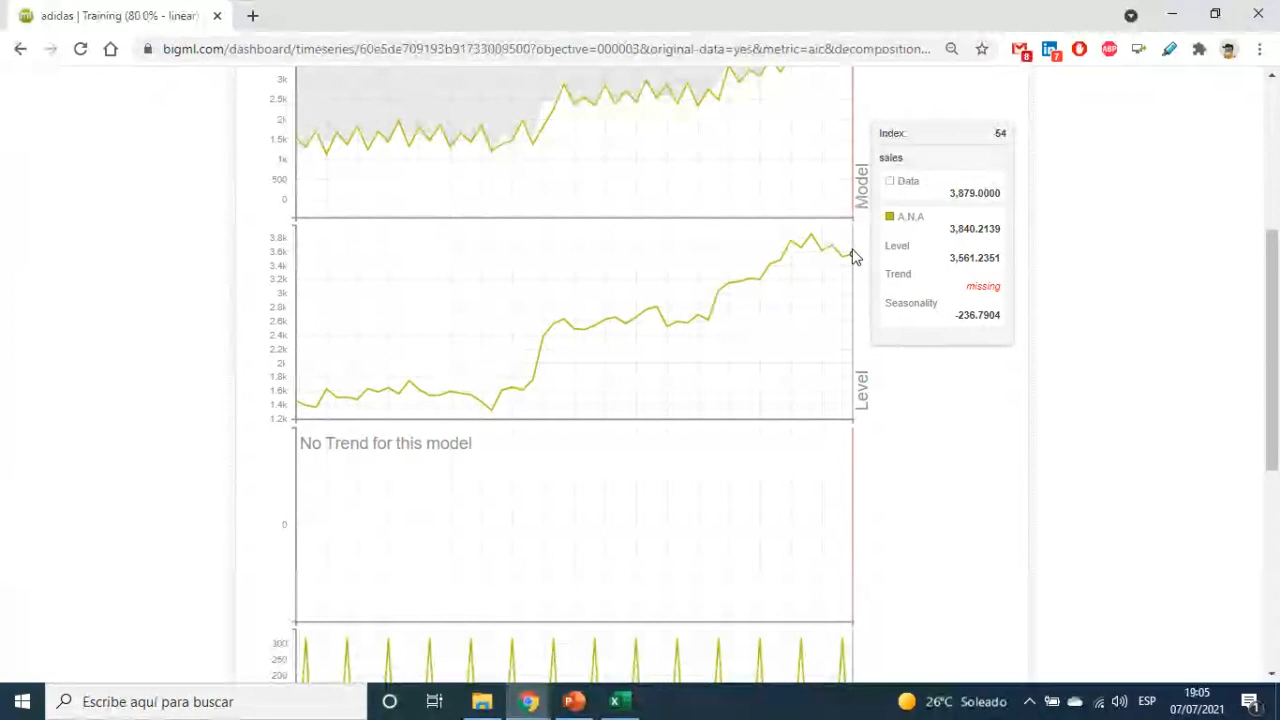 adidas | Training (80.0% - linear)
bigml.com/dashboard/timeseries/60e5de709193b91733009500?objective=000003&original-data=yes&metric=aic&decomposition...
8
7
ABP
3k
2.5k
2k
1.5k
1k
500
0
Model
Index: 54
sales
Data
3,879.0000
A,N,A
3,840.2139
Level
3,561.2351
Trend
missing
Seasonality
-236.7904
3.8k
3.6k
3.4k
3.2k
3k
2.8k
2.6k
2.4k
2.2k
2k
1.8k
1.6k
1.4k
1.2k
Level
No Trend for this model
0
300
250
200
Escribe aquí para buscar
26°C Soleado
ESP
19:05
07/07/2021
1